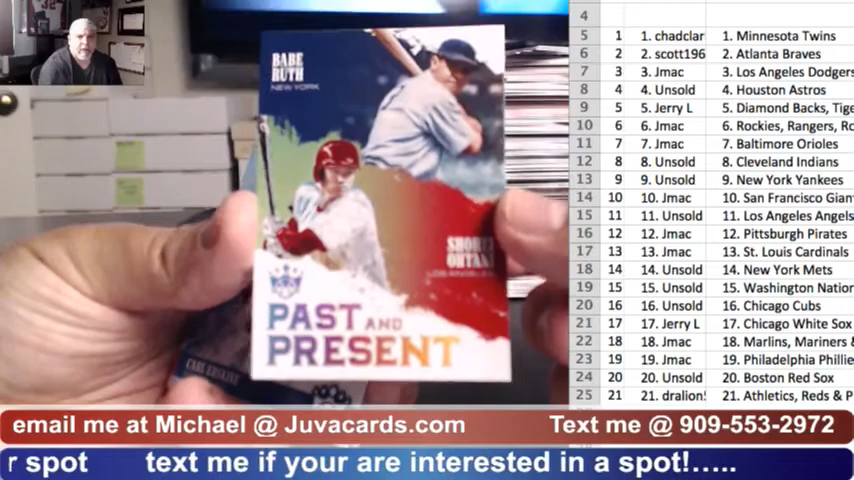 BABE
RUTH
NEW YORK
SHOHEI
OHTANI
LOS ANGELES
PAST AND
PRESENT
CARL ERSKINE
4
5 1 1. chadclar 1. Minnesota Twins
6 2 2. scott196 2. Atlanta Braves
7 3 3. Jmac 3. Los Angeles Dodgers
8 4 4. Unsold 4. Houston Astros
9 5 5. Jerry L 5. Diamond Backs, Tige
10 6 6. Jmac 6. Rockies, Rangers, Ro
11 7 7. Jmac 7. Baltimore Orioles
12 8 8. Unsold 8. Cleveland Indians
13 9 9. Unsold 9. New York Yankees
14 10 10. Jmac 10. San Francisco Gian
15 11 11. Unsold 11. Los Angeles Angels
16 12 12. Jmac 12. Pittsburgh Pirates
17 13 13. Jmac 13. St. Louis Cardinals
18 14 14. Unsold 14. New York Mets
19 15 15. Unsold 15. Washington Nation
20 16 16. Unsold 16. Chicago Cubs
21 17 17. Jerry L 17. Chicago White Sox
22 18 18. Jmac 18. Marlins, Mariners &
23 19 19. Jmac 19. Philadelphia Phillie
24 20 20. Unsold 20. Boston Red Sox
25 21 21. dralion! 21. Athletics, Reds & P
email me at Michael @ Juvacards.com Text me @ 909-553-2972
r spot text me if your are interested in a spot!.....